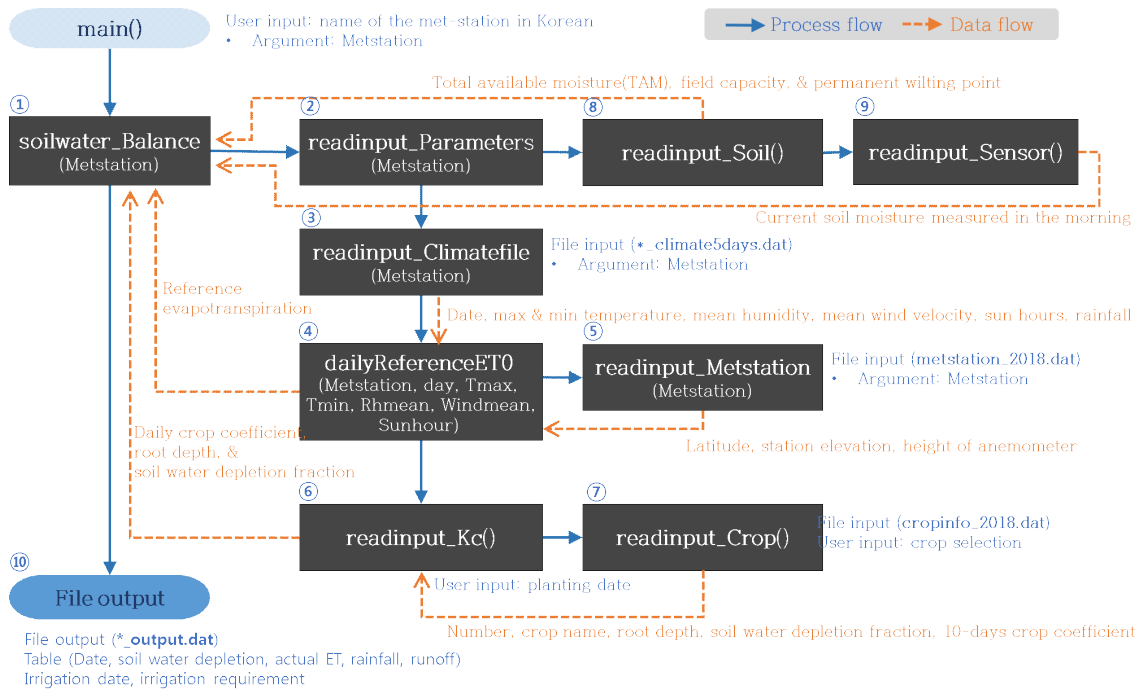 main()
User input: name of the met-station in Korean
• Argument: Metstation
Process flow
Data flow
Total available moisture(TAM), field capacity, & permanent wilting point
①
soilwater_Balance
(Metstation)
②
readinput_Parameters
(Metstation)
⑧
readinput_Soil()
⑨
readinput_Sensor()
Current soil moisture measured in the morning
③
readinput_Climatefile
(Metstation)
File input (*_climate5days.dat)
• Argument: Metstation
Reference
evapotranspiration
Date, max & min temperature, mean humidity, mean wind velocity, sun hours, rainfall
④
dailyReferenceET0
(Metstation, day, Tmax,
Tmin, Rhmean, Windmean,
Sunhour)
⑤
readinput_Metstation
(Metstation)
File input (metstation_2018.dat)
• Argument: Metstation
Latitude, station elevation, height of anemometer
Daily crop coefficient,
root depth, &
soil water depletion fraction
⑥
readinput_Kc()
⑦
readinput_Crop()
File input (cropinfo_2018.dat)
User input: crop selection
User input: planting date
Number, crop name, root depth, soil water depletion fraction, 10-days crop coefficient
⑩
File output
File output (*_output.dat)
Table (Date, soil water depletion, actual ET, rainfall, runoff)
Irrigation date, irrigation requirement